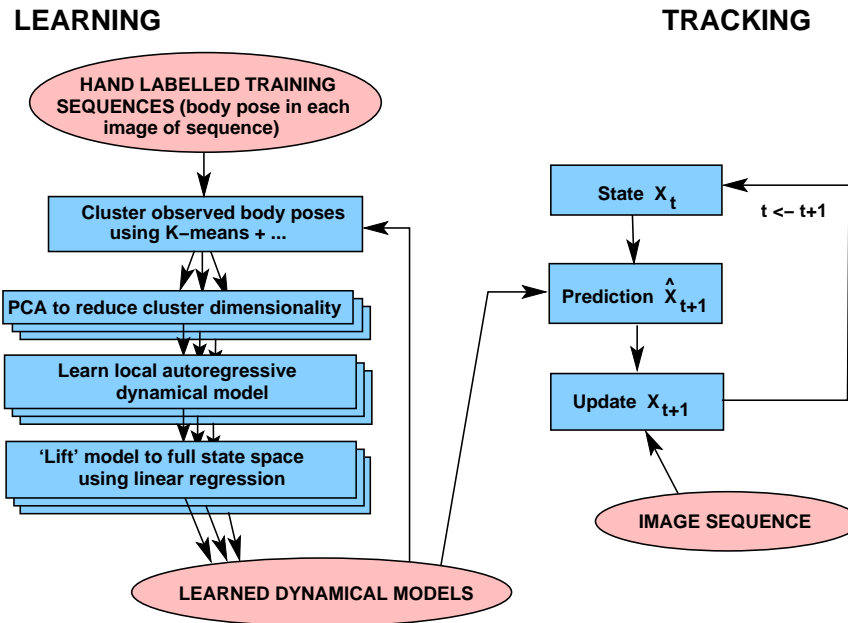 LEARNING
HAND LABELLED TRAINING
SEQUENCES (body pose in each
image of sequence)
Cluster observed body poses
using K−means + ...
PCA to reduce cluster dimensionality
Learn local autoregressive
dynamical model
‘Lift’ model to full state space
using linear regression
LEARNED DYNAMICAL MODELS
TRACKING
State X_t
t <− t+1
Prediction X̂_{t+1}
Update X_{t+1}
IMAGE SEQUENCE